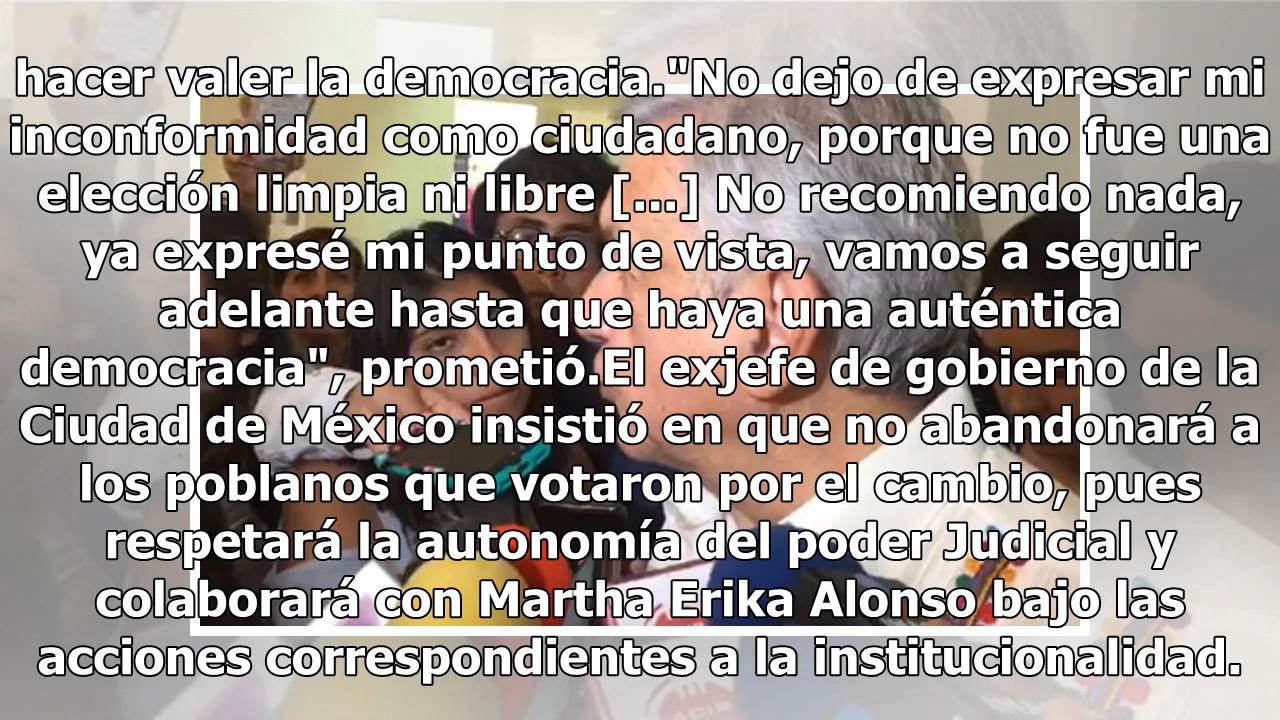 hacer valer la democracia."No dejo de expresar mi
inconformidad como ciudadano, porque no fue una
elección limpia ni libre [...] No recomiendo nada,
ya expresé mi punto de vista, vamos a seguir
adelante hasta que haya una auténtica
democracia", prometió.El exjefe de gobierno de la
Ciudad de México insistió en que no abandonará a
los poblanos que votaron por el cambio, pues
respetará la autonomía del poder Judicial y
colaborará con Martha Erika Alonso bajo las
acciones correspondientes a la institucionalidad.